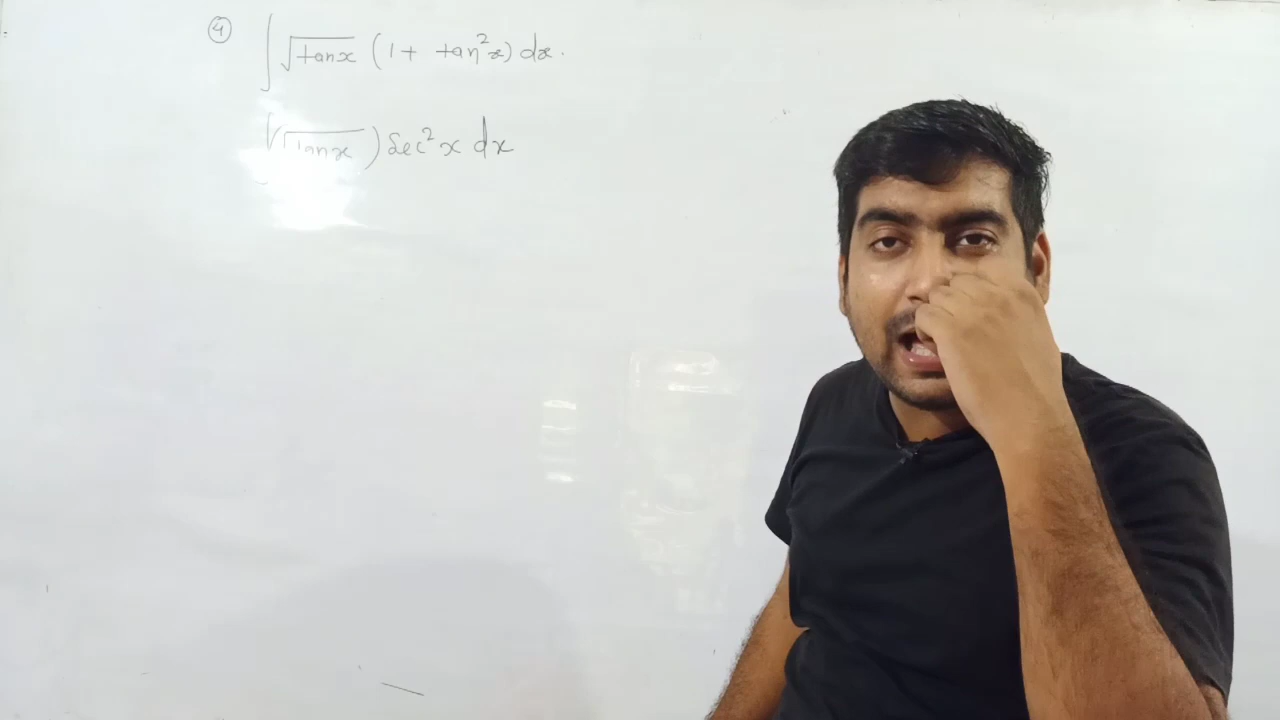 ④ ∫ √tanx (1 + tan²x) dx.
∫(√tanx) sec²x dx